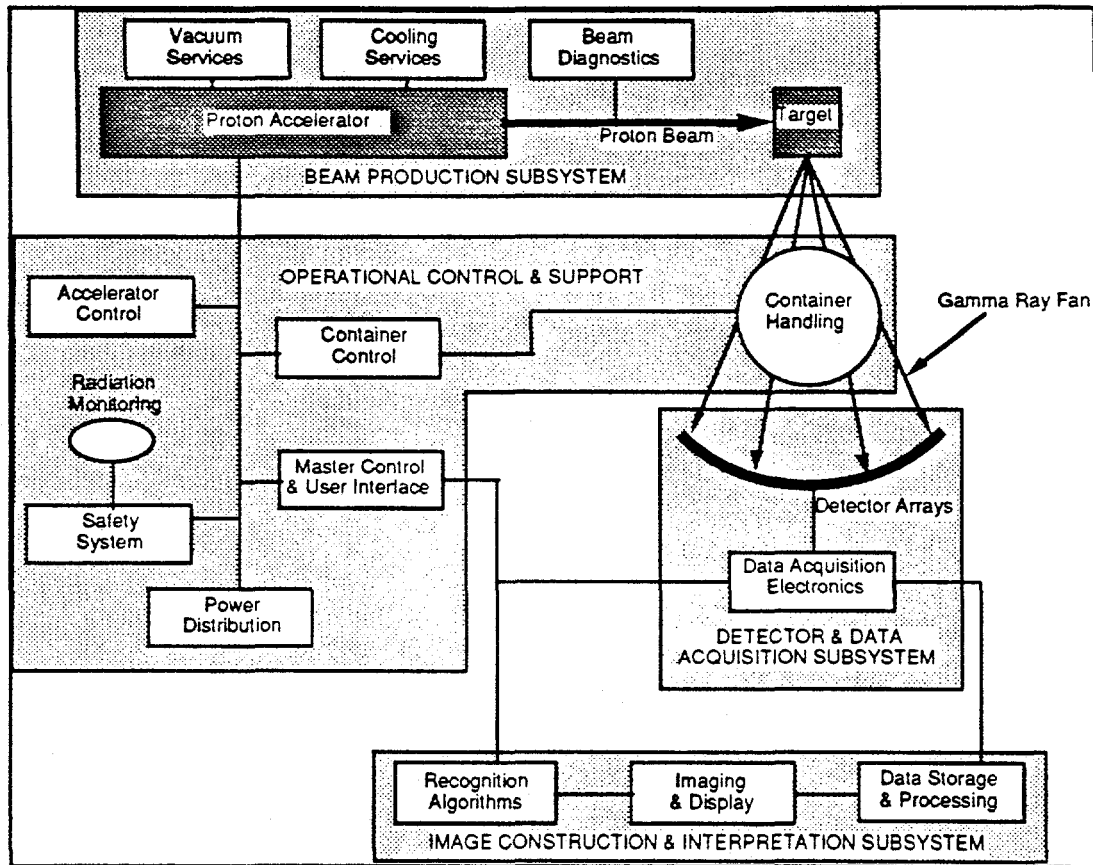 Vacuum
Services
Cooling
Services
Beam
Diagnostics
Proton Accelerator
Target
Proton Beam
BEAM PRODUCTION SUBSYSTEM
OPERATIONAL CONTROL & SUPPORT
Accelerator
Control
Container
Control
Container
Handling
Gamma Ray Fan
Radiation
Monitoring
Master Control
& User Interface
Safety
System
Power
Distribution
Detector Arrays
Data Acquisition
Electronics
DETECTOR & DATA
ACQUISITION SUBSYSTEM
Recognition
Algorithms
Imaging
& Display
Data Storage
& Processing
IMAGE CONSTRUCTION & INTERPRETATION SUBSYSTEM